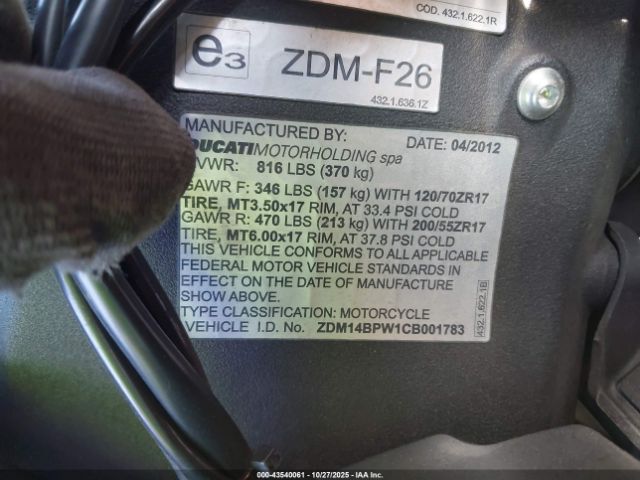 COD. 432.1.622.1R
e3 ZDM-F26
432.1.636.1Z
MANUFACTURED BY: DATE: 04/2012
DUCATIMOTORHOLDING spa
VWR: 816 LBS (370 kg)
GAWR F: 346 LBS (157 kg) WITH 120/70ZR17
TIRE, MT3.50x17 RIM, AT 33.4 PSI COLD
GAWR R: 470 LBS (213 kg) WITH 200/55ZR17
TIRE, MT6.00x17 RIM, AT 37.8 PSI COLD
THIS VEHICLE CONFORMS TO ALL APPLICABLE
FEDERAL MOTOR VEHICLE STANDARDS IN
EFFECT ON THE DATE OF MANUFACTURE
SHOW ABOVE.
TYPE CLASSIFICATION: MOTORCYCLE
VEHICLE I.D. No. ZDM14BPW1CB001783
432.1.622.1B
000-43540061 - 10/27/2025 - IAA Inc.